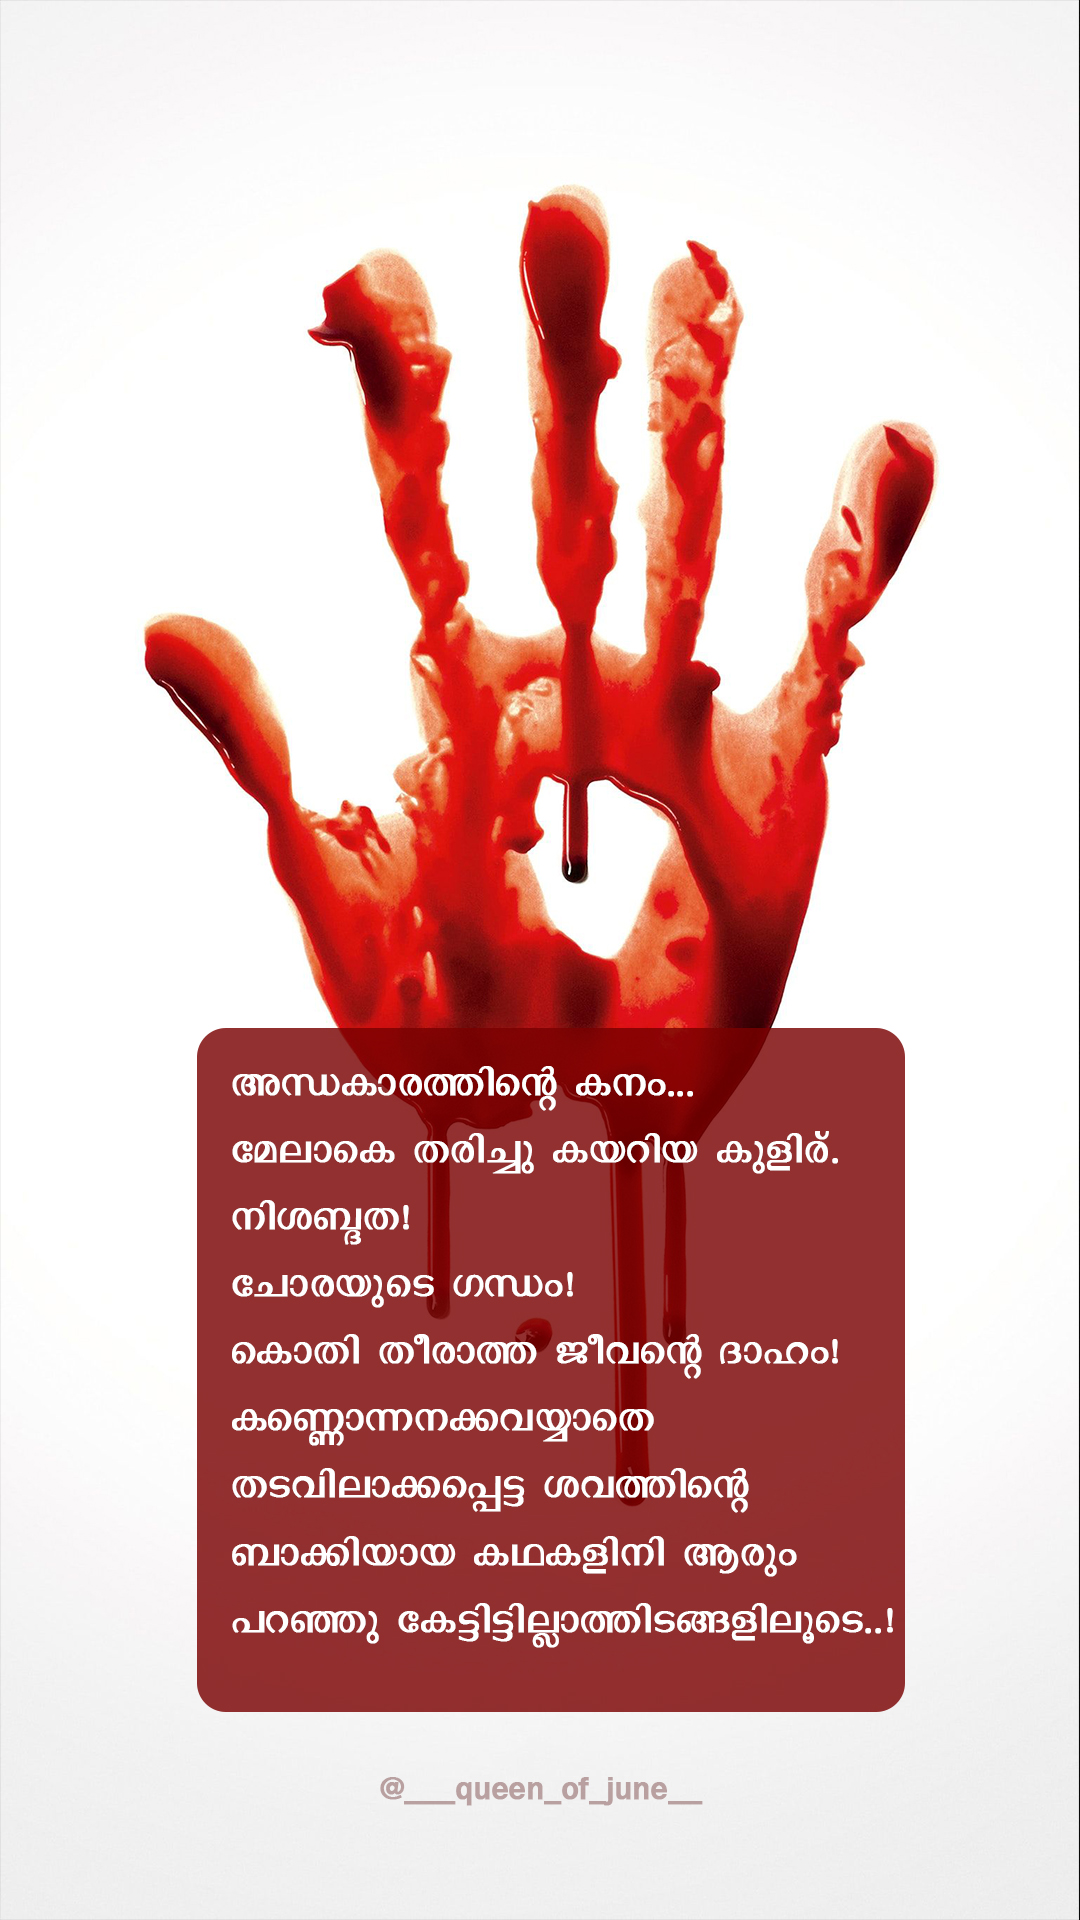 അന്ധകാരത്തിന്റെ കനം...
മേലാകെ തരിച്ചു കയറിയ കുളിര്.
നിശബ്ദത!
ചോരയുടെ ഗന്ധം!
കൊതി തീരാത്ത ജീവന്റെ ദാഹം!
കണ്ണൊന്നനക്കവയ്യാതെ
തടവിലാക്കപ്പെട്ട ശവത്തിന്റെ
ബാക്കിയായ കഥകളിനി ആരും
പറഞ്ഞു കേട്ടിട്ടില്ലാത്തിടങ്ങളിലൂടെ..!
@___queen_of_june__